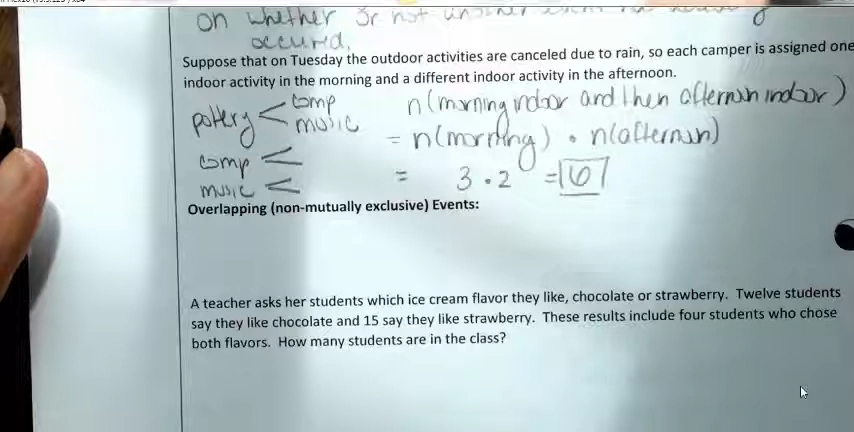 on whether or not another
occured.
Suppose that on Tuesday the outdoor activities are canceled due to rain, so each camper is assigned one
indoor activity in the morning and a different indoor activity in the afternoon.
pottery < comp
music
n(morning indoor and then afternoon indoor)
= n(morning) • n(afternoon)
comp <
= 3 • 2 = 6
music <
Overlapping (non-mutually exclusive) Events:
A teacher asks her students which ice cream flavor they like, chocolate or strawberry. Twelve students
say they like chocolate and 15 say they like strawberry. These results include four students who chose
both flavors. How many students are in the class?